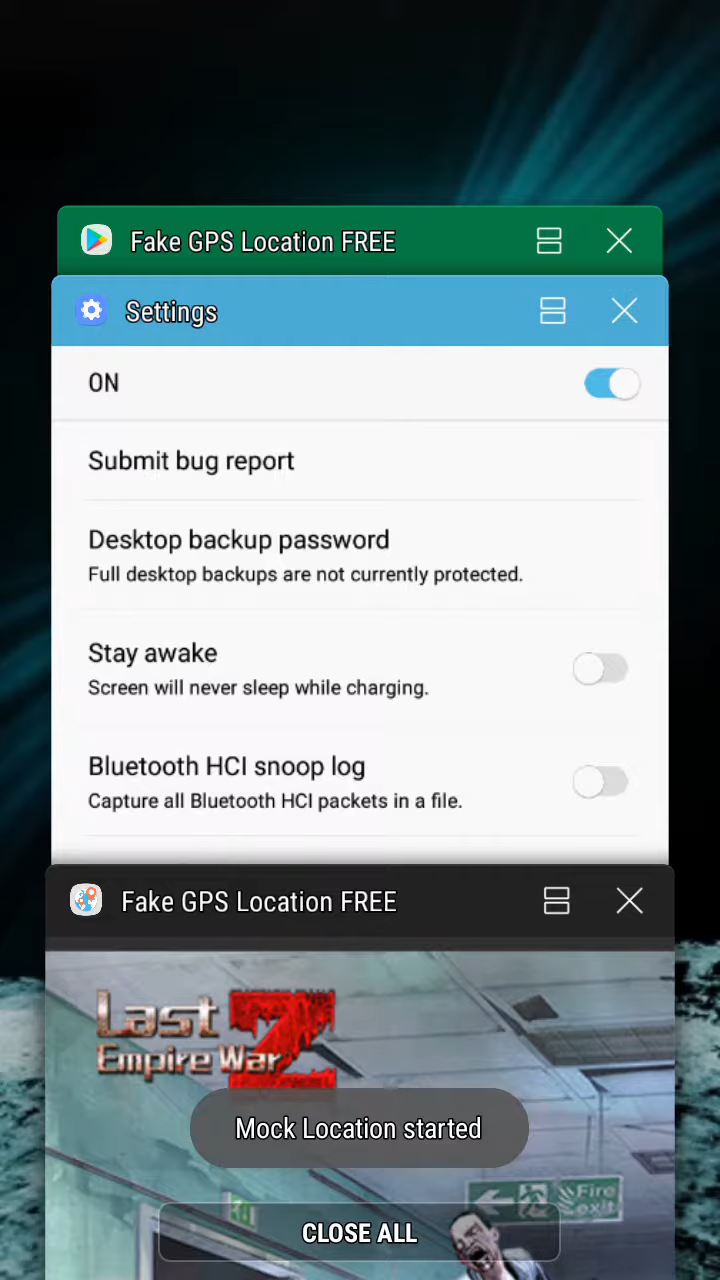 Fake GPS Location FREE
Settings
ON
Submit bug report
Desktop backup password
Full desktop backups are not currently protected.
Stay awake
Screen will never sleep while charging.
Bluetooth HCI snoop log
Capture all Bluetooth HCI packets in a file.
Fake GPS Location FREE
Last Z
Empire War
Mock Location started
Fire
exit
CLOSE ALL